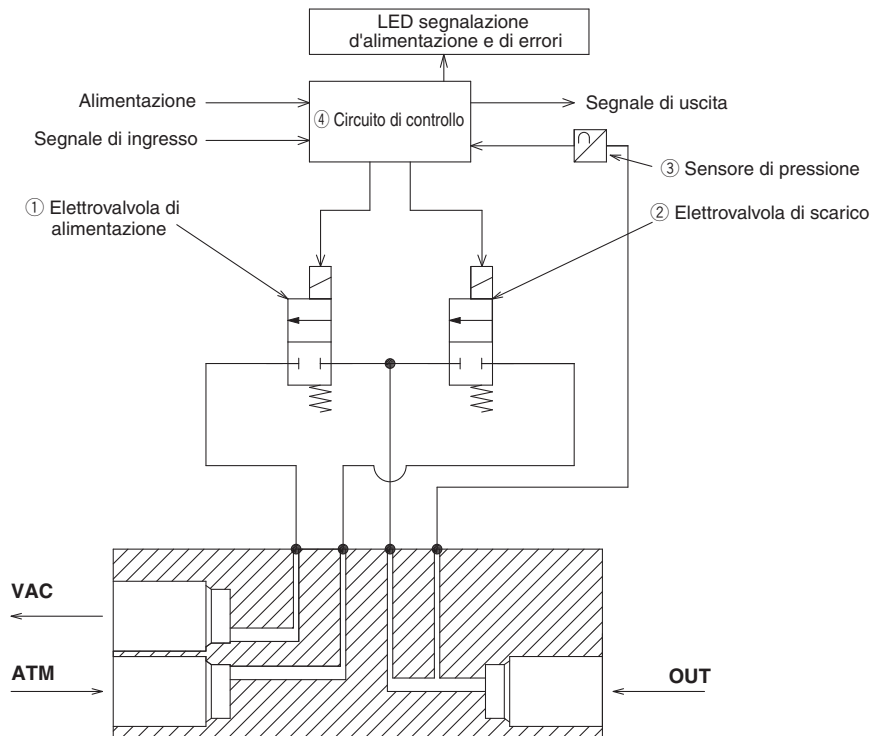 LED segnalazione
d'alimentazione e di errori
Alimentazione
④ Circuito di controllo
Segnale di uscita
Segnale di ingresso
③ Sensore di pressione
① Elettrovalvola di
alimentazione
② Elettrovalvola di scarico
VAC
ATM
OUT